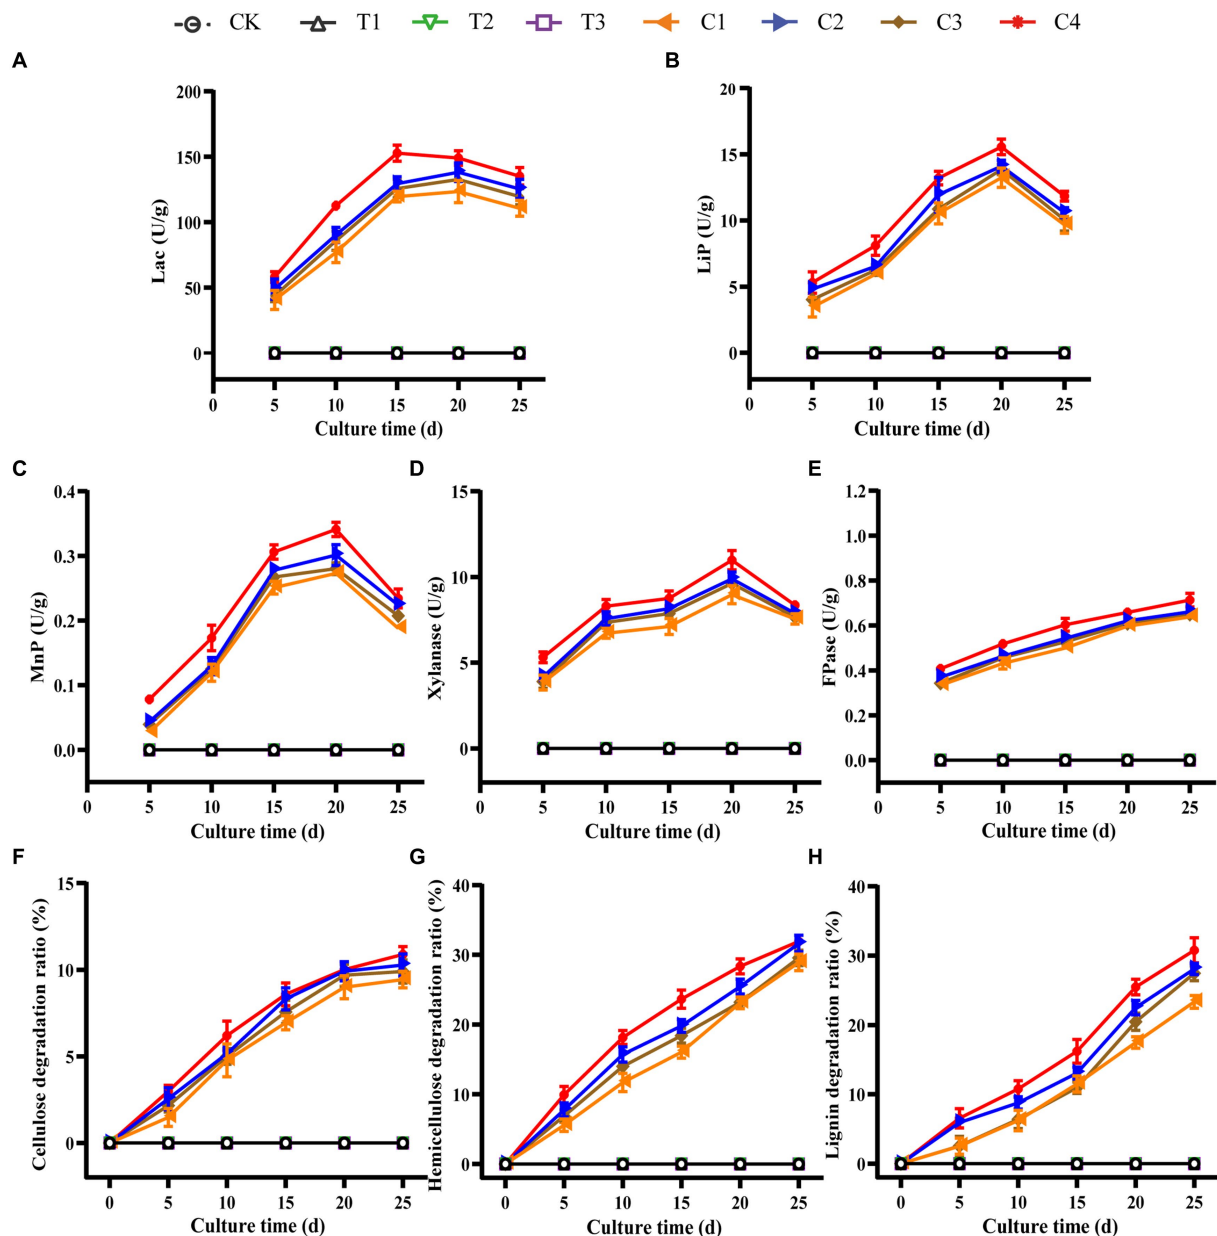 CK T1 T2 T3 C1 C2 C3 C4
A
200
150
100
50
0
Lac (U/g)
0 5 10 15 20 25
Culture time (d)
B
20
15
10
5
0
LiP (U/g)
0 5 10 15 20 25
Culture time (d)
C
0.4
0.3
0.2
0.1
0.0
MnP (U/g)
0 5 10 15 20 25
Culture time (d)
D
15
10
5
0
Xylanase (U/g)
0 5 10 15 20 25
Culture time (d)
E
1.2
1.0
0.8
0.6
0.4
0.2
0.0
FPase (U/g)
0 5 10 15 20 25
Culture time (d)
F
15
10
5
0
Cellulose degradation ratio (%)
0 5 10 15 20 25
Culture time (d)
G
40
30
20
10
0
Hemicellulose degradation ratio (%)
0 5 10 15 20 25
Culture time (d)
H
40
30
20
10
0
Lignin degradation ratio (%)
0 5 10 15 20 25
Culture time (d)